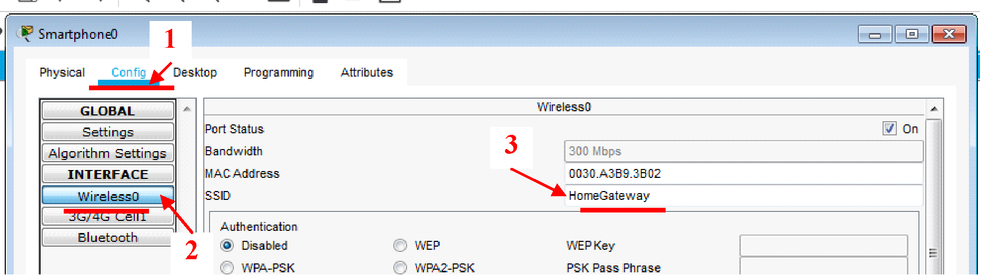 Smartphone0
1
Physical Config Desktop Programming Attributes
GLOBAL
Settings
Algorithm Settings
INTERFACE
Wireless0
3G/4G Cell1
Bluetooth
2
Wireless0
Port Status On
3
Bandwidth 300 Mbps
MAC Address 0030.A3B9.3B02
SSID HomeGateway
Authentication
Disabled WEP WEP Key
WPA-PSK WPA2-PSK PSK Pass Phrase